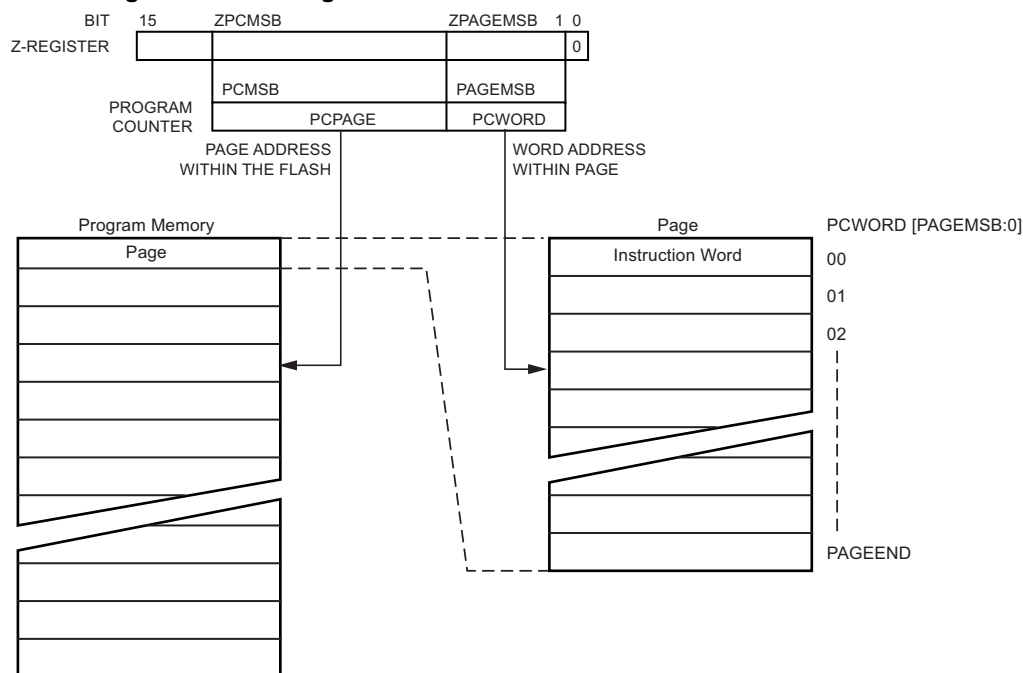 BIT 15 ZPCMSB ZPAGEMSB 1 0
Z-REGISTER 0
PCMSB PAGEMSB
PROGRAM
COUNTER
PCPAGE PCWORD
PAGE ADDRESS
WITHIN THE FLASH
WORD ADDRESS
WITHIN PAGE
Program Memory Page PCWORD [PAGEMSB:0]
Page Instruction Word 00
01
02
PAGEEND